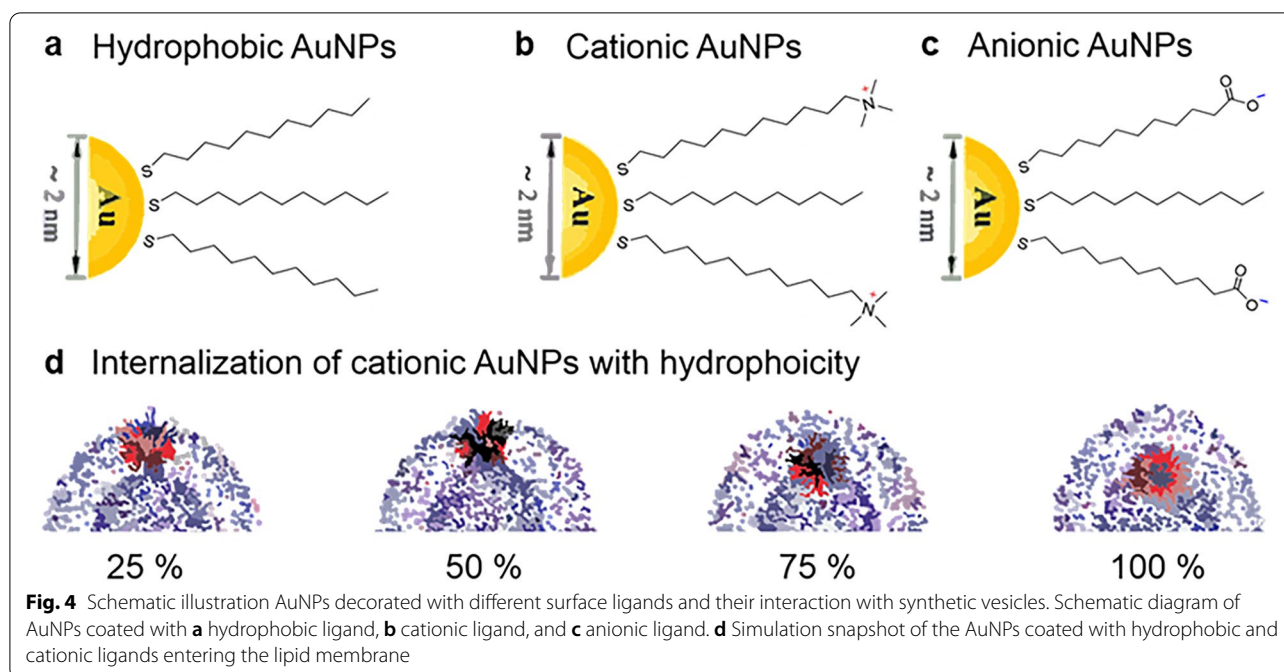 a Hydrophobic AuNPs
b Cationic AuNPs
c Anionic AuNPs
~ 2 nm
Au
S
S
S
~ 2 nm
Au
S
S
S
N
+
N
+
~ 2 nm
Au
S
S
S
O
O
−
O
O
−
d Internalization of cationic AuNPs with hydrophoicity
25 %
50 %
75 %
100 %
Fig. 4 Schematic illustration AuNPs decorated with different surface ligands and their interaction with synthetic vesicles. Schematic diagram of
AuNPs coated with a hydrophobic ligand, b cationic ligand, and c anionic ligand. d Simulation snapshot of the AuNPs coated with hydrophobic and
cationic ligands entering the lipid membrane